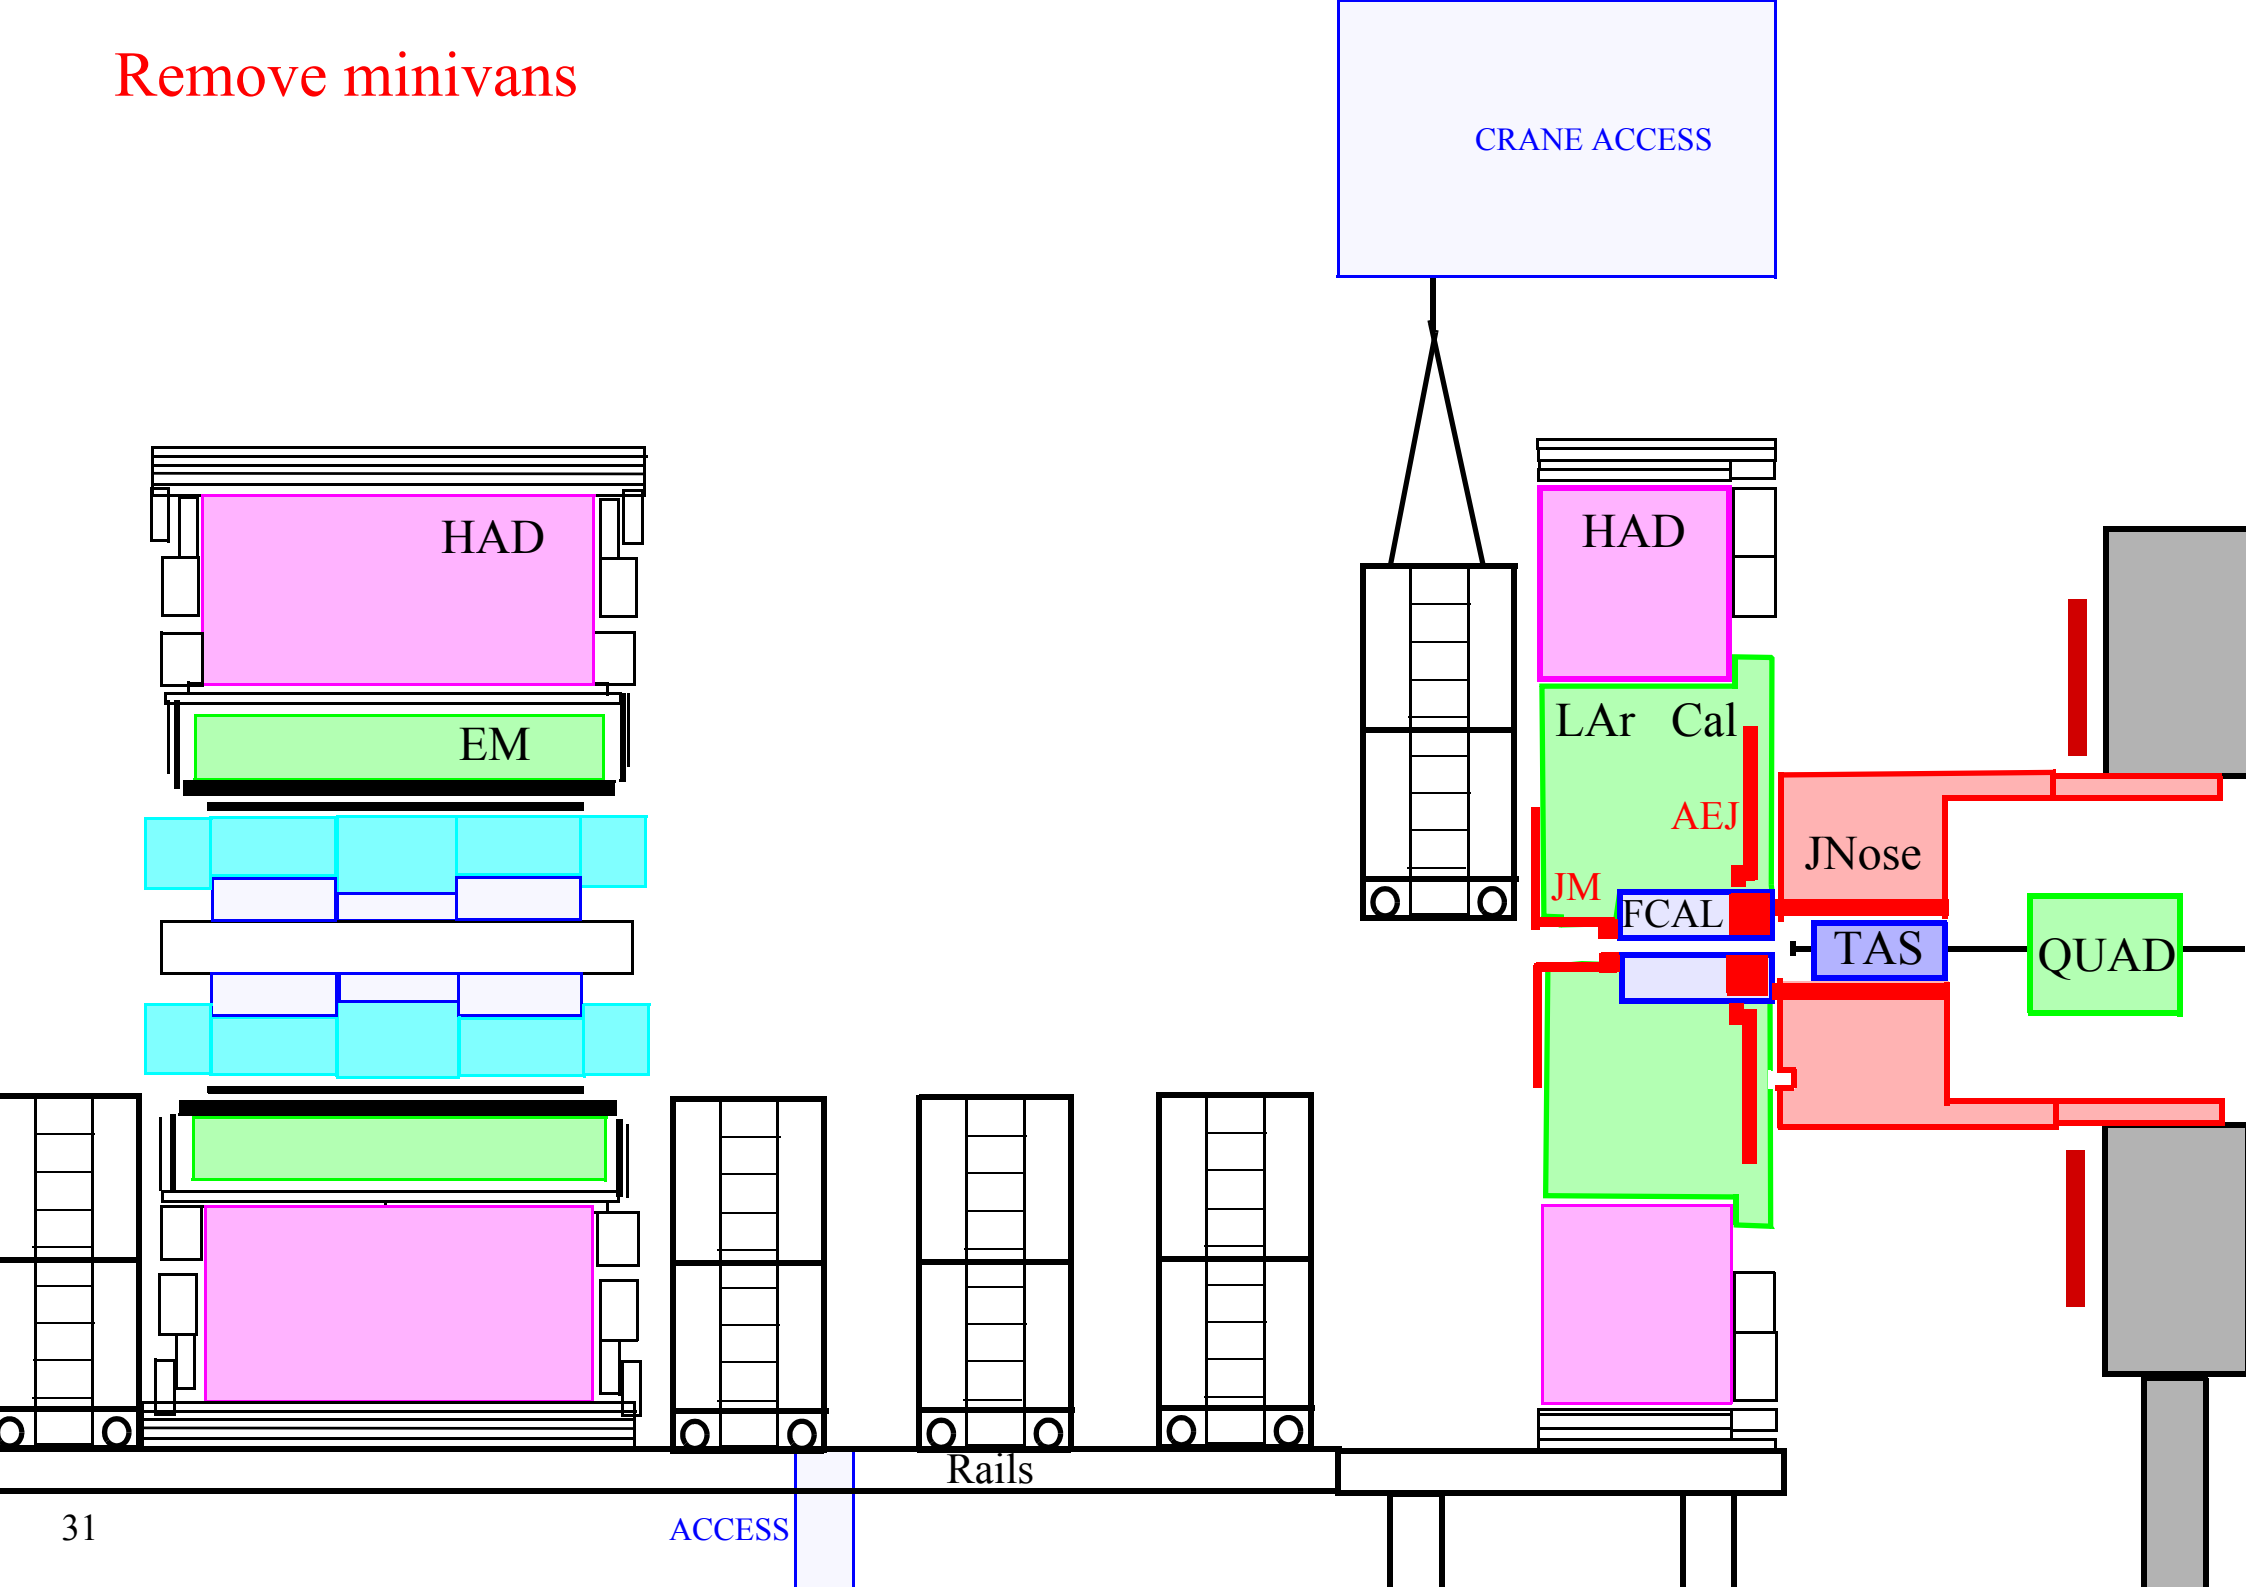 Remove minivans
CRANE ACCESS
HAD
HAD
EM
LAr Cal
AEJ
JNose
JM
FCAL
TAS
QUAD
Rails
31
ACCESS